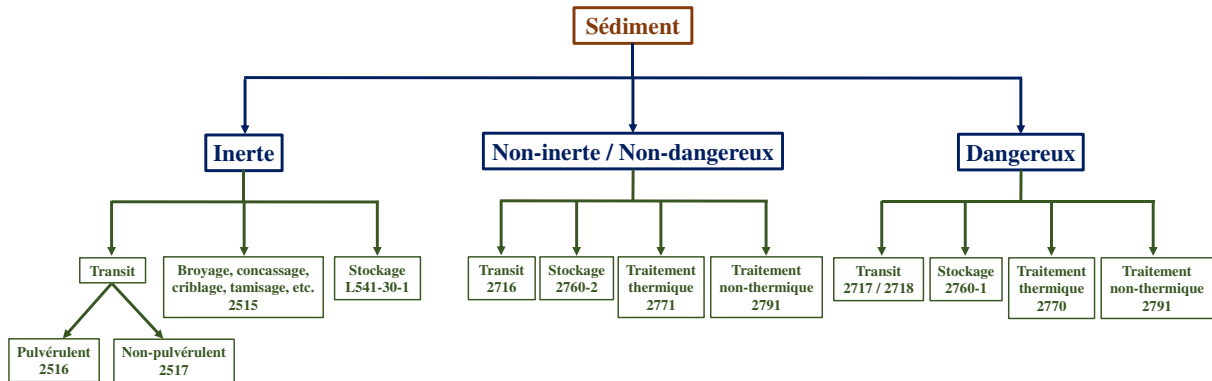 Sédiment
Inerte
Non-inerte / Non-dangereux
Dangereux
Transit
Broyage, concassage,
criblage, tamisage, etc.
2515
Stockage
L541-30-1
Transit
2716
Stockage
2760-2
Traitement
thermique
2771
Traitement
non-thermique
2791
Transit
2717 / 2718
Stockage
2760-1
Traitement
thermique
2770
Traitement
non-thermique
2791
Pulvérulent
2516
Non-pulvérulent
2517